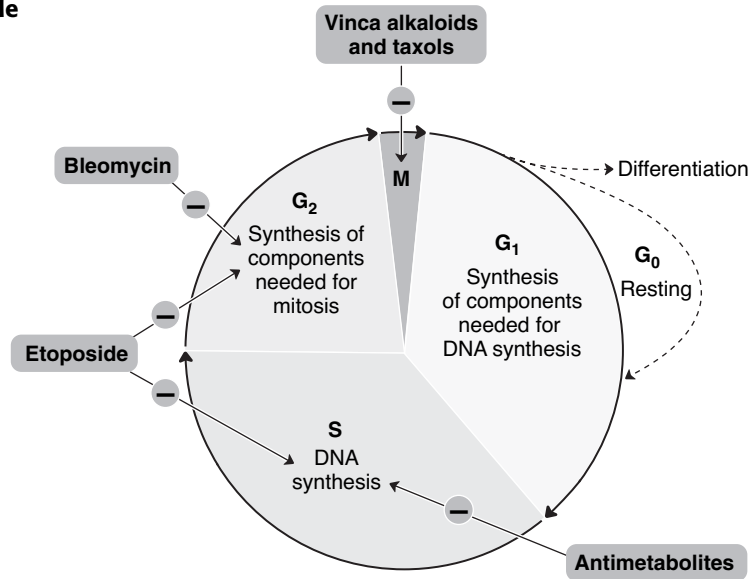 le
Vinca alkaloids
and taxols
–
Bleomycin
–
M
Differentiation
G2
Synthesis of
components
needed for
mitosis
G1
Synthesis
of components
needed for
DNA synthesis
G0
Resting
–
Etoposide
–
S
DNA
synthesis
–
Antimetabolites